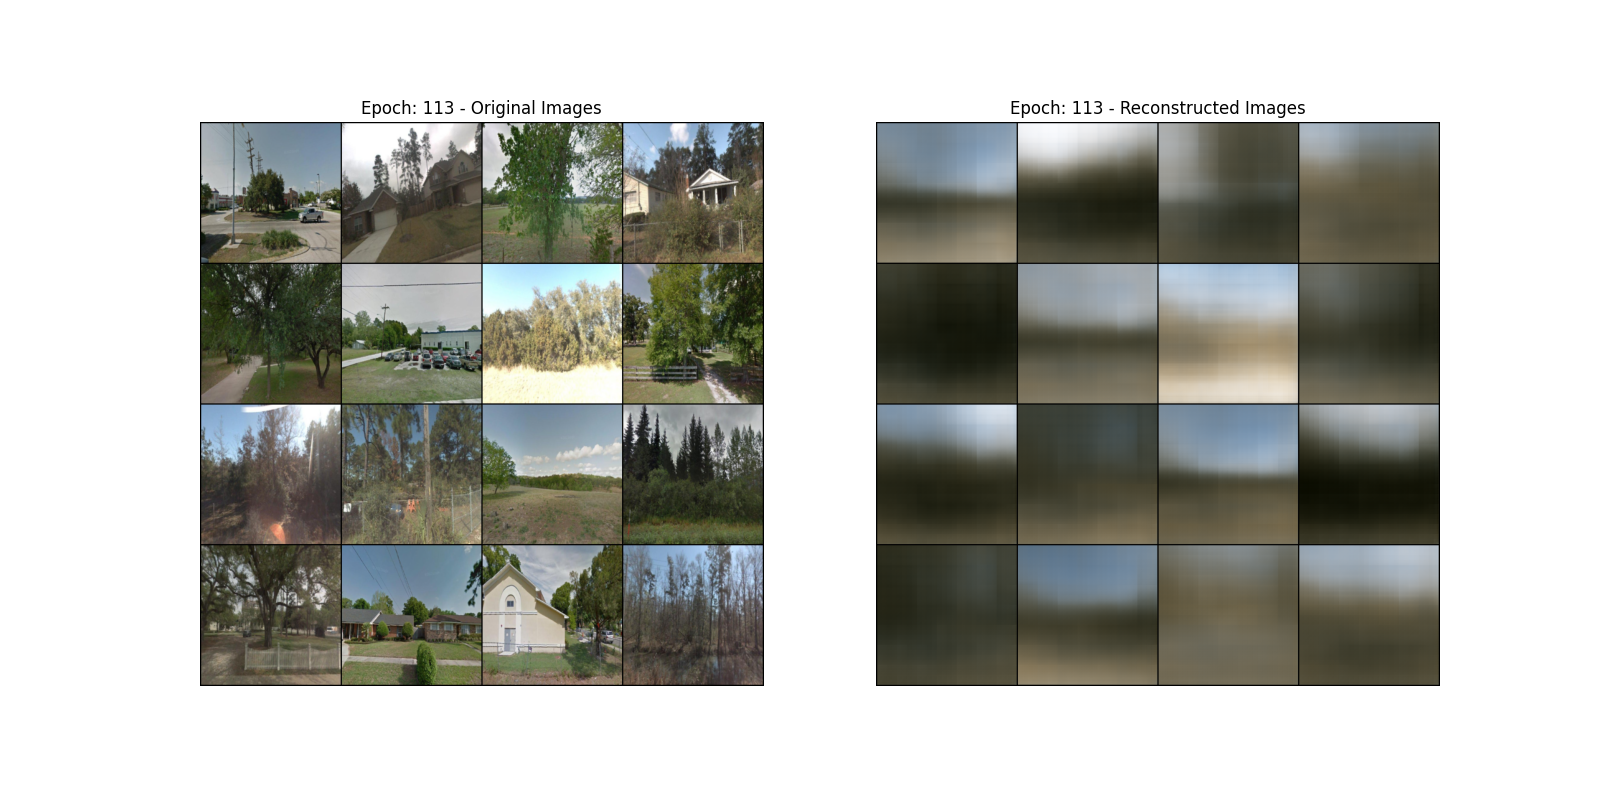 Epoch: 113 - Original Images
Epoch: 113 - Reconstructed Images